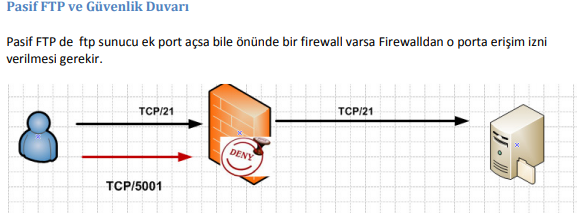 Pasif FTP ve Güvenlik Duvarı
Pasif FTP de ftp sunucu ek port açsa bile önünde bir firewall varsa Firewalldan o porta erişim izni
verilmesi gerekir.
TCP/21
TCP/21
DENY
TCP/5001